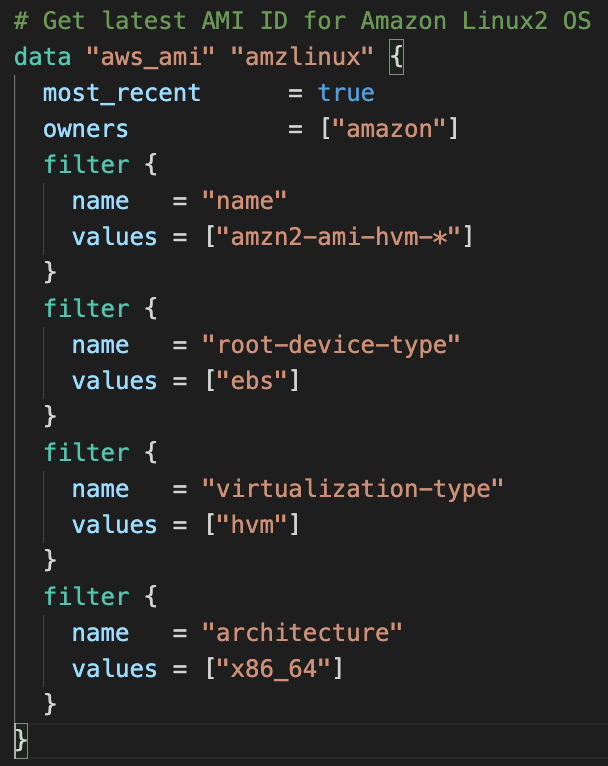 # Get latest AMI ID for Amazon Linux2 OS
data "aws_ami" "amzlinux" {
  most_recent      = true
  owners           = ["amazon"]
  filter {
    name   = "name"
    values = ["amzn2-ami-hvm-*"]
  }
  filter {
    name   = "root-device-type"
    values = ["ebs"]
  }
  filter {
    name   = "virtualization-type"
    values = ["hvm"]
  }
  filter {
    name   = "architecture"
    values = ["x86_64"]
  }
}